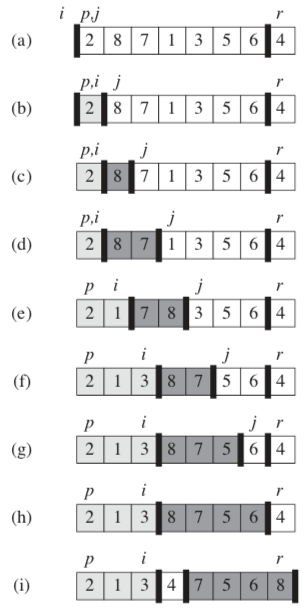 i p,j r
(a) 2 8 7 1 3 5 6 4
p,i j r
(b) 2 8 7 1 3 5 6 4
p,i j r
(c) 2 8 7 1 3 5 6 4
p,i j r
(d) 2 8 7 1 3 5 6 4
p i j r
(e) 2 1 7 8 3 5 6 4
p i j r
(f) 2 1 3 8 7 5 6 4
p i j r
(g) 2 1 3 8 7 5 6 4
p i r
(h) 2 1 3 8 7 5 6 4
p i r
(i) 2 1 3 4 7 5 6 8